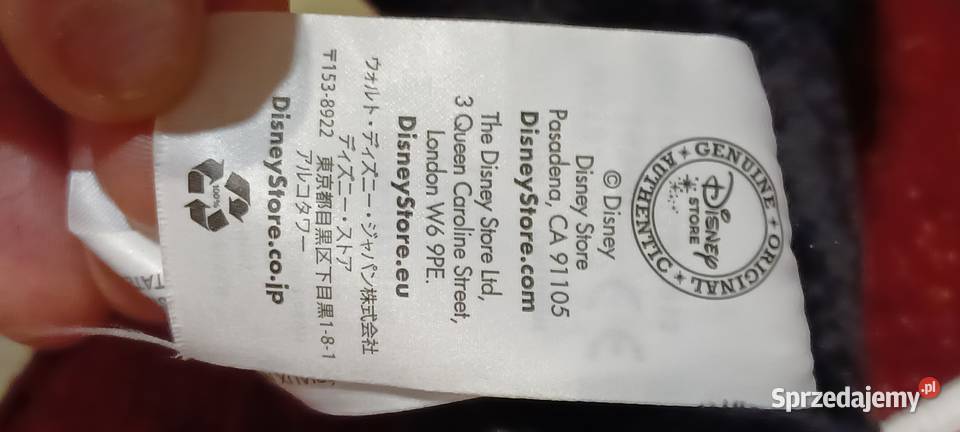 GENUINE ★ ORIGINAL ★ AUTHENTIC ★
Disney
STORE
© Disney
Disney Store
Pasadena, CA 91105
DisneyStore.com
The Disney Store Ltd,
3 Queen Caroline Street,
London W6 9PE.
DisneyStore.eu
ウォルト・ディズニー・ジャパン株式会社
ディズニー・ストア
〒153-8922 東京都目黒区下目黒1-8-1
アルコタワー
DisneyStore.co.jp
100%
Sprzedajemy.pl